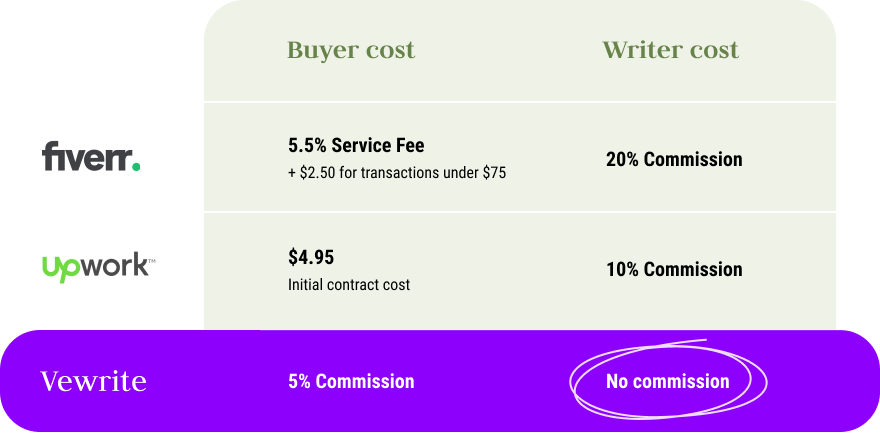 Buyer cost
Writer cost
fiverr.
5.5% Service Fee
+ $2.50 for transactions under $75
20% Commission
upwork™
$4.95
Initial contract cost
10% Commission
Vewrite
5% Commission
No commission